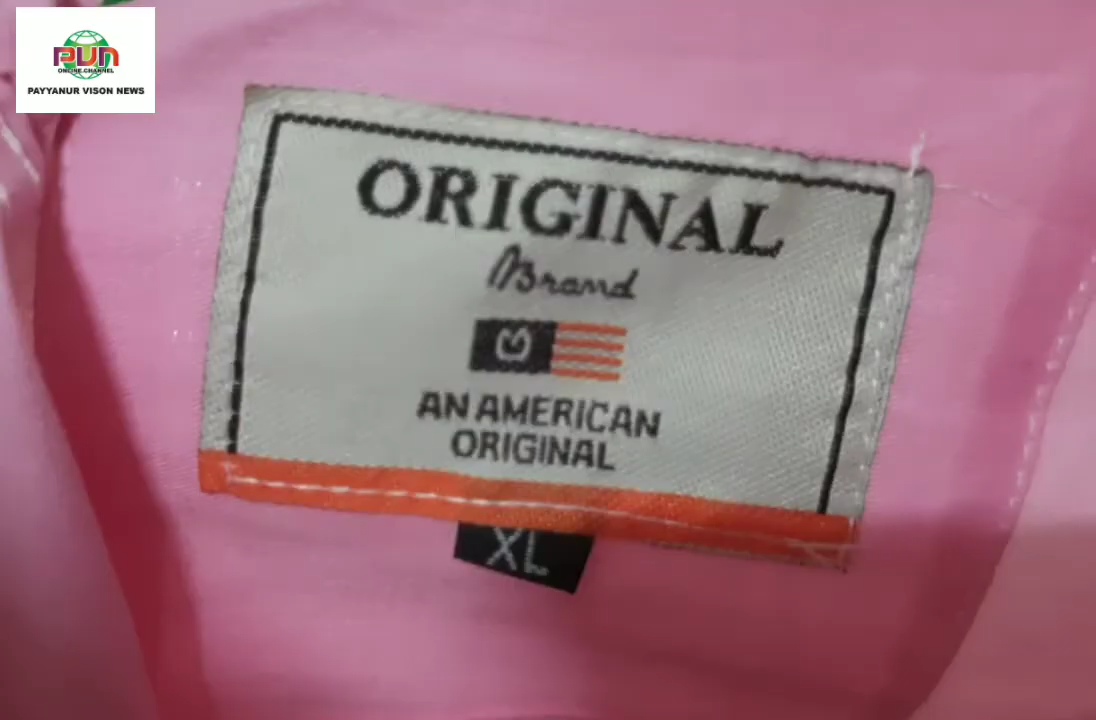 PVN
ONLINE CHANNEL
PAYYANUR VISON NEWS
ORIGINAL
Brand
G
AN AMERICAN
ORIGINAL
XL